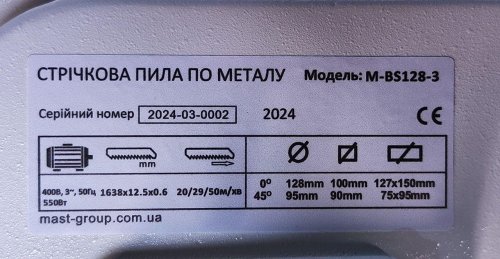 СТРІЧКОВА ПИЛА ПО МЕТАЛУ Модель: M-BS128-3
Серійний номер 2024-03-0002 2024 CE
mm
400В, 3~, 50Гц, 1638x12.5x0.6 20/29/50м/хв 0° 128mm 100mm 127x150mm
550Вт 45° 95mm 90mm 75x95mm
mast-group.com.ua